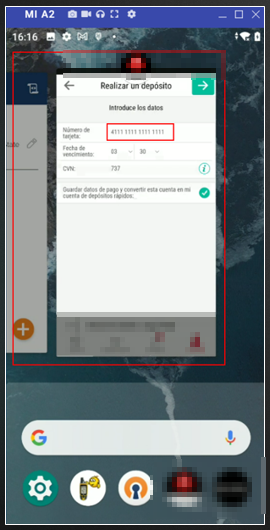 MI A2
16:16
Realizar un depósito
Introduce los datos
Número de tarjeta:
4111 1111 1111 1111
Fecha de vencimiento:
03
30
CVN:
737
Guardar datos de pago y convertir esta cuenta en mi
cuenta de depósitos rápidos: